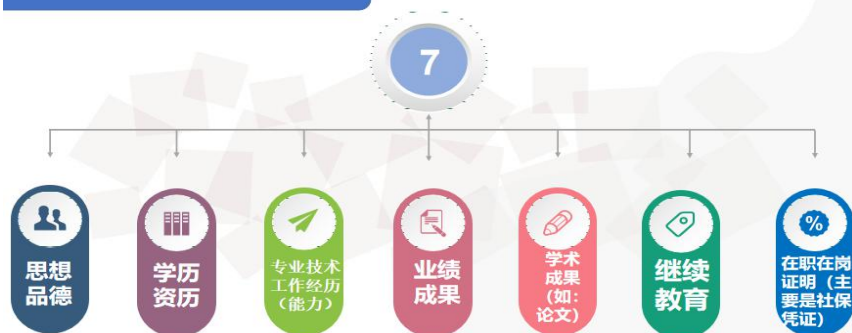 7
思想
品德
学历
资历
专业技术
工作经历
（能力）
业绩
成果
学术
成果
(如:
论文)
继续
教育
%
在职在岗
证明（主
要是社保
凭证）